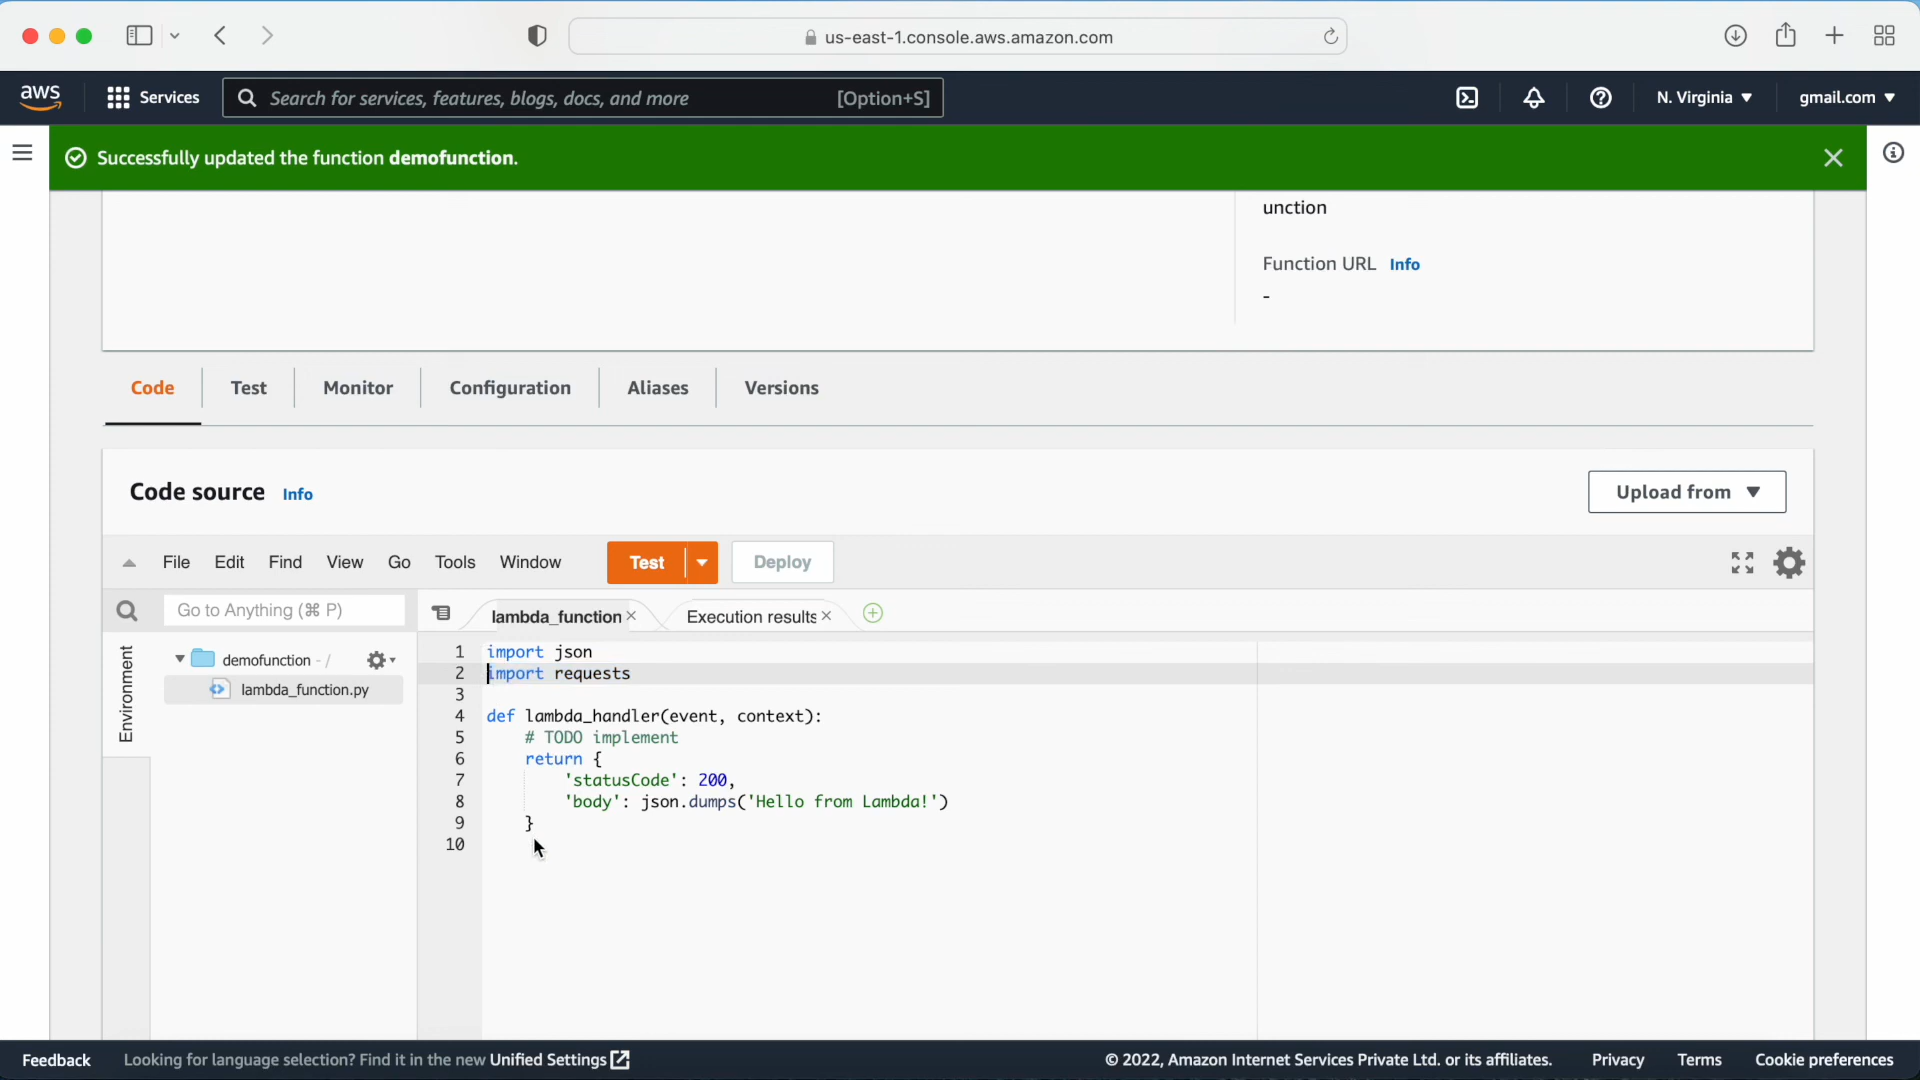 us-east-1.console.aws.amazon.com
aws
Services
Search for services, features, blogs, docs, and more [Option+S]
N. Virginia
gmail.com
Successfully updated the function demofunction.
unction
Function URL Info
-
Code
Test
Monitor
Configuration
Aliases
Versions
Code source Info
Upload from
File Edit Find View Go Tools Window
Test
Deploy
Go to Anything (⌘ P)
lambda_function
Execution results
Environment
demofunction - /
lambda_function.py
1 import json
2 import requests
3
4 def lambda_handler(event, context):
5     # TODO implement
6     return {
7         'statusCode': 200,
8         'body': json.dumps('Hello from Lambda!')
9     }
10
Feedback
Looking for language selection? Find it in the new Unified Settings
© 2022, Amazon Internet Services Private Ltd. or its affiliates.
Privacy
Terms
Cookie preferences